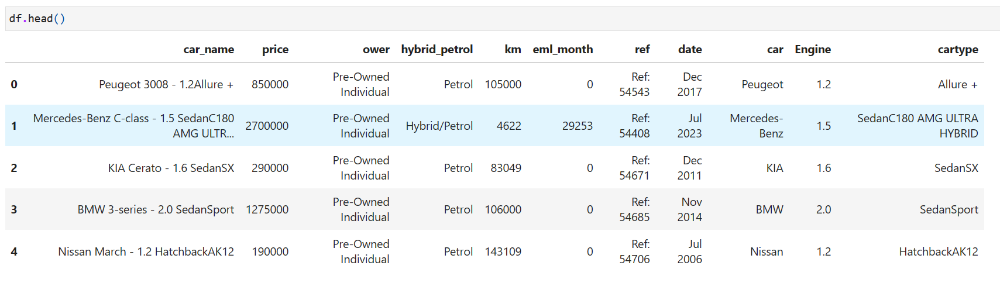 df.head()
car_name price ower hybrid_petrol km eml_month ref date car Engine cartype
0 Peugeot 3008 - 1.2Allure + 850000 Pre-Owned Individual Petrol 105000 0 Ref: 54543 Dec 2017 Peugeot 1.2 Allure +
1 Mercedes-Benz C-class - 1.5 SedanC180 AMG ULTR... 2700000 Pre-Owned Individual Hybrid/Petrol 4622 29253 Ref: 54408 Jul 2023 Mercedes-Benz 1.5 SedanC180 AMG ULTRA HYBRID
2 KIA Cerato - 1.6 SedanSX 290000 Pre-Owned Individual Petrol 83049 0 Ref: 54671 Dec 2011 KIA 1.6 SedanSX
3 BMW 3-series - 2.0 SedanSport 1275000 Pre-Owned Individual Petrol 106000 0 Ref: 54685 Nov 2014 BMW 2.0 SedanSport
4 Nissan March - 1.2 HatchbackAK12 190000 Pre-Owned Individual Petrol 143109 0 Ref: 54706 Jul 2006 Nissan 1.2 HatchbackAK12